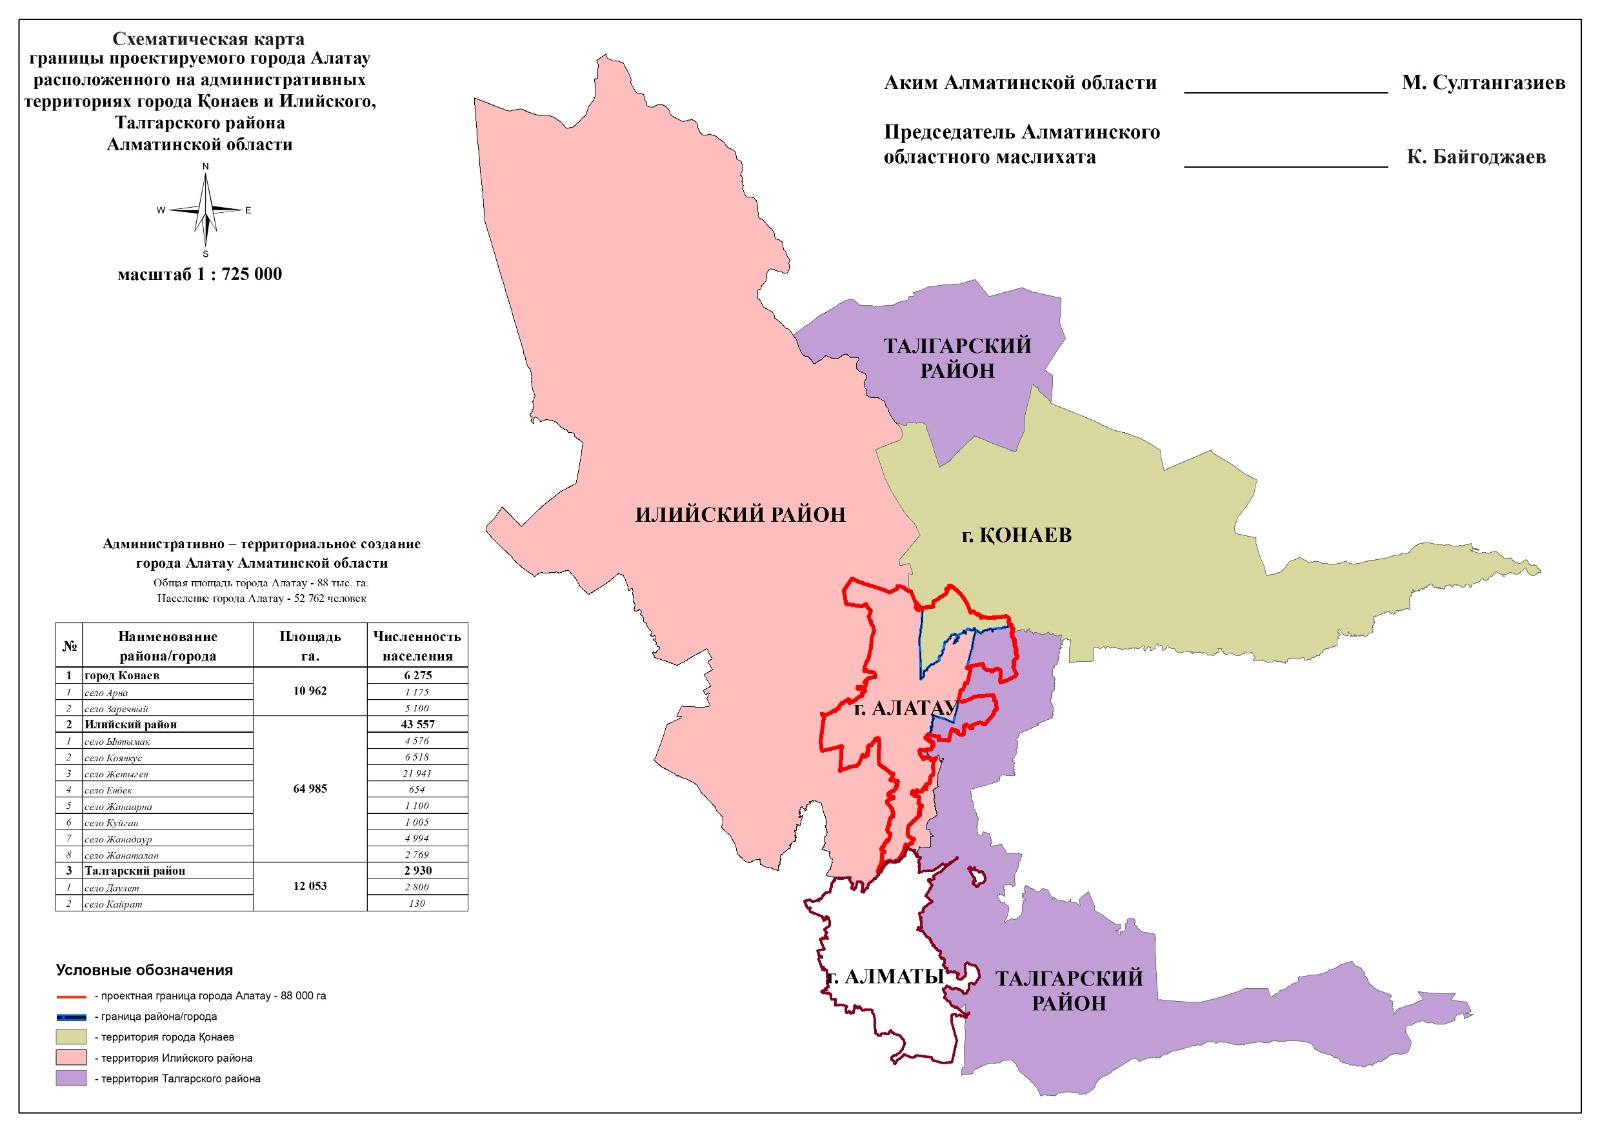 Схематическая карта
границы проектируемого города Алатау
расположенного на административных
территориях города Қонаев и Илийского,
Талгарского района
Алматинской области
N
W E
S
масштаб 1 : 725 000
Аким Алматинской области М. Султангазиев
Председатель Алматинского
областного маслихата К. Байгоджаев
ТАЛГАРСКИЙ
РАЙОН
ИЛИЙСКИЙ РАЙОН
г. ҚОНАЕВ
г. АЛАТАУ
г. АЛМАТЫ
ТАЛГАРСКИЙ
РАЙОН
Административно – территориальное создание
города Алатау Алматинской области
Общая площадь города Алатау - 88 тыс. га.
Население города Алатау - 52 762 человек
№ Наименование района/города Площадь га. Численность населения
1 город Конаев 10 962 6 275
1 село Арна 1 175
2 село Заречный 5 100
2 Илийский район 64 985 43 557
1 село Ынтымак 4 576
2 село Коянкус 6 518
3 село Жетыген 21 941
4 село Енбек 654
5 село Жанаарна 1 100
6 село Куйган 1 005
7 село Жанадаур 4 994
8 село Жанаталап 2 769
3 Талгарский район 12 053 2 930
1 село Даулет 2 800
2 село Кайрат 130
Условные обозначения
- проектная граница города Алатау - 88 000 га
- граница района/города
- территория города Қонаев
- территория Илийского района
- территория Талгарского района